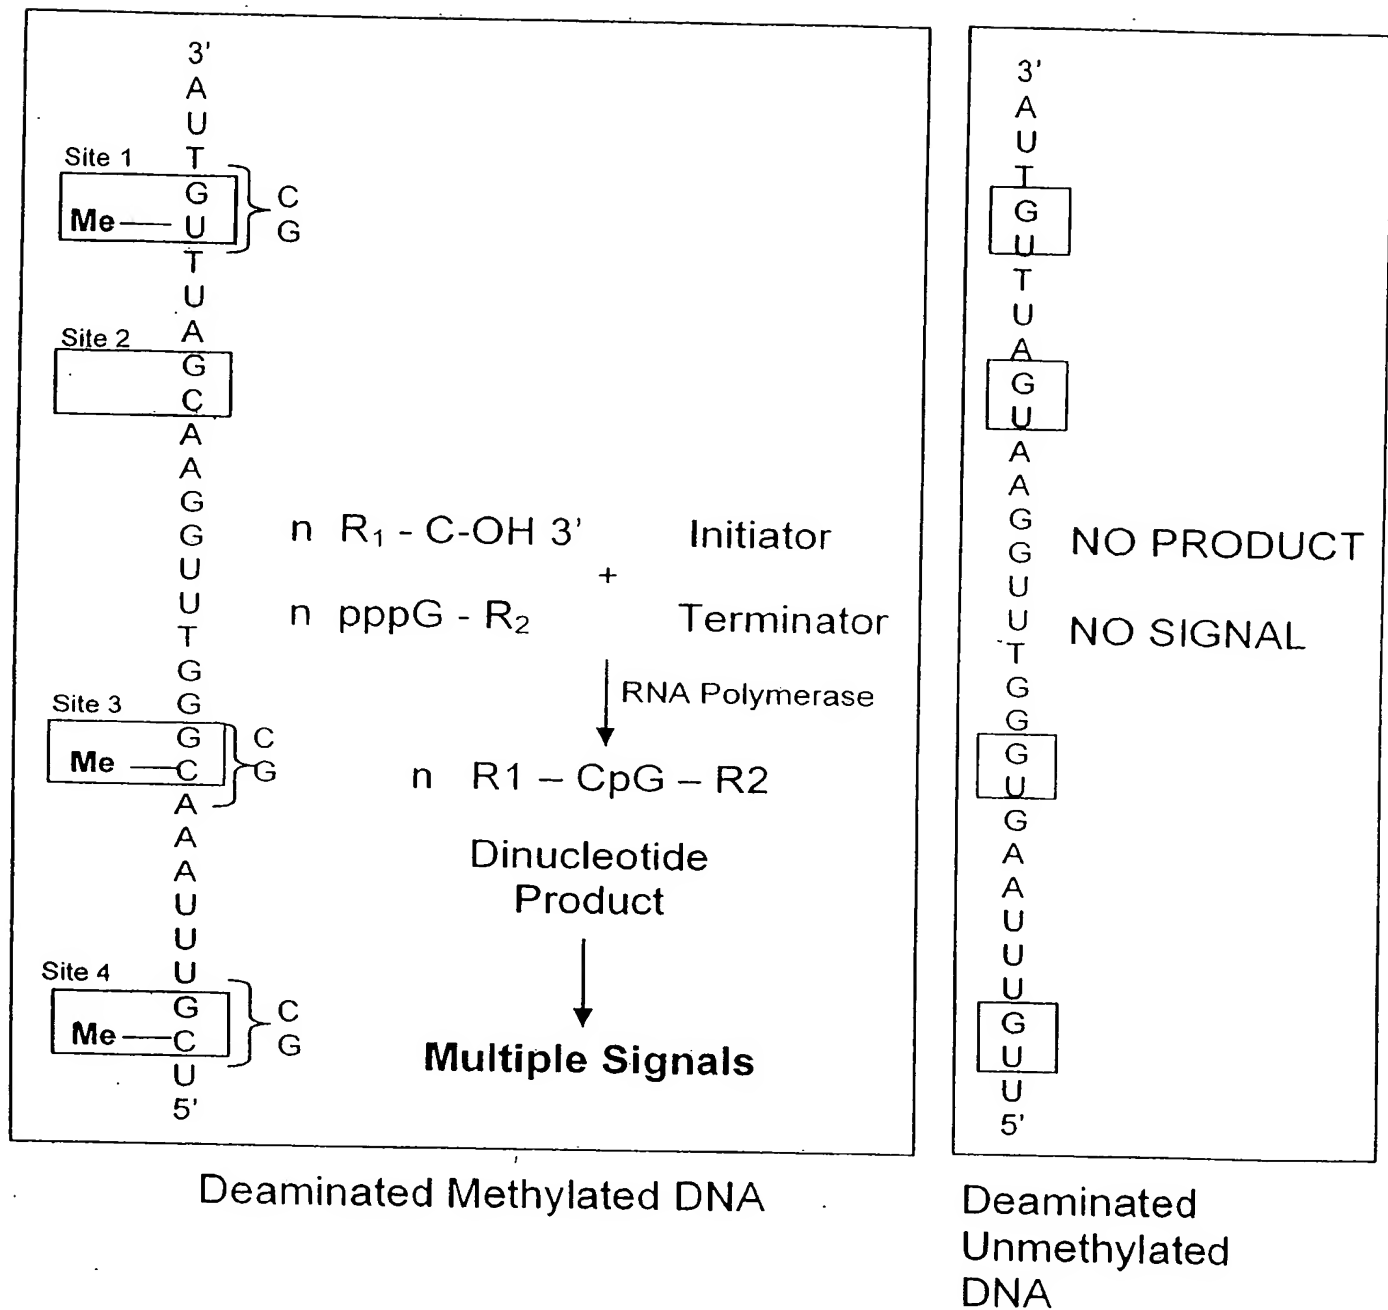 3'
A
U
T
Site 1
G C
Me U G
T
U
A
Site 2
G
C
A
A
G
G
U
U
T
G
G
Site 3
G C
Me C G
A
A
A
U
U
U
Site 4
G C
Me C G
U
5'
n R₁ - C-OH 3' Initiator
+
n pppG - R₂ Terminator
RNA Polymerase
n R1 – CpG – R2
Dinucleotide
Product
Multiple Signals
Deaminated Methylated DNA
3'
A
U
T
G
U
T
U
A
G
U
A
A
G
G
U
U
T
G
G
G
U
G
A
A
U
U
U
G
U
U
5'
NO PRODUCT
NO SIGNAL
Deaminated
Unmethylated
DNA